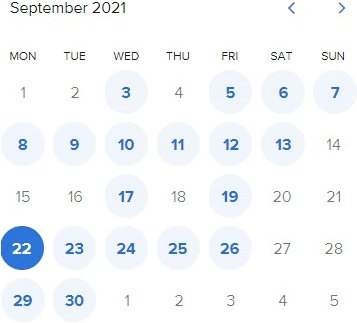 September 2021
MON TUE WED THU FRI SAT SUN
1 2 3 4 5 6 7
8 9 10 11 12 13 14
15 16 17 18 19 20 21
22 23 24 25 26 27 28
29 30 1 2 3 4 5